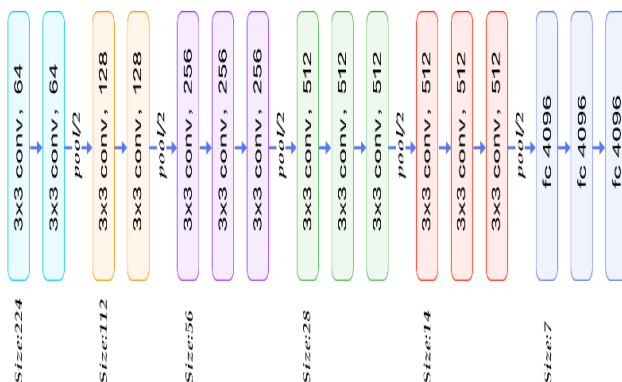 3x3 conv, 64
3x3 conv, 64
pool/2
3x3 conv, 128
3x3 conv, 128
pool/2
3x3 conv, 256
3x3 conv, 256
3x3 conv, 256
pool/2
3x3 conv, 512
3x3 conv, 512
3x3 conv, 512
pool/2
3x3 conv, 512
3x3 conv, 512
3x3 conv, 512
pool/2
fc 4096
fc 4096
fc 4096
Size:224
Size:112
Size:56
Size:28
Size:14
Size:7